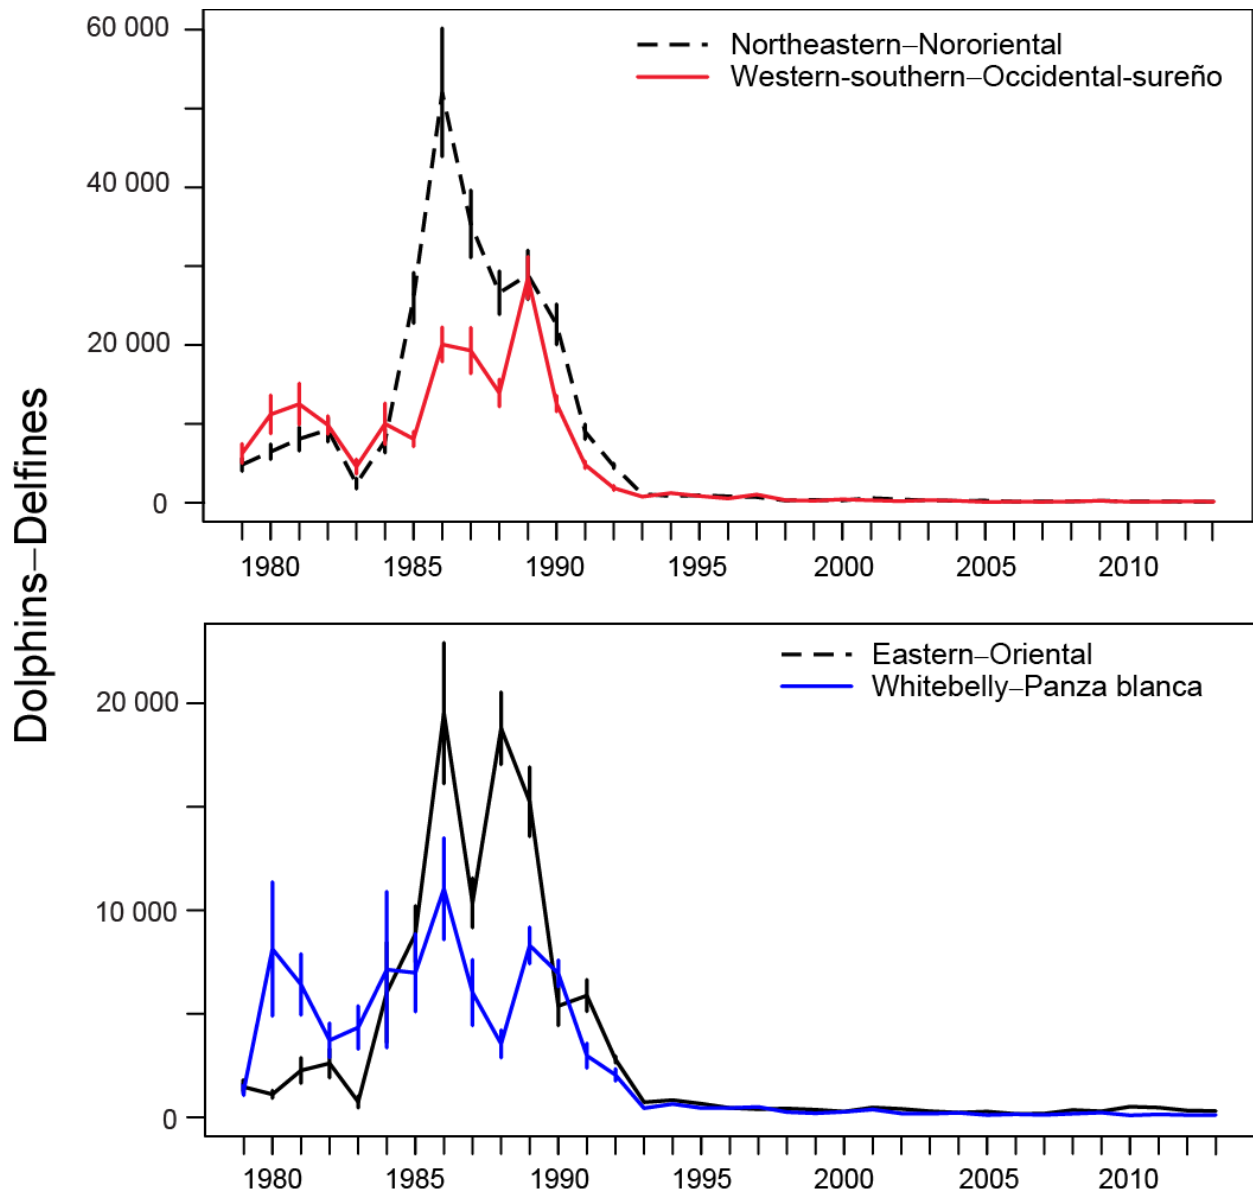 Dolphins–Delfines
60 000
40 000
20 000
0
Northeastern–Nororiental
Western-southern–Occidental-sureño
1980 1985 1990 1995 2000 2005 2010
20 000
10 000
0
Eastern–Oriental
Whitebelly–Panza blanca
1980 1985 1990 1995 2000 2005 2010